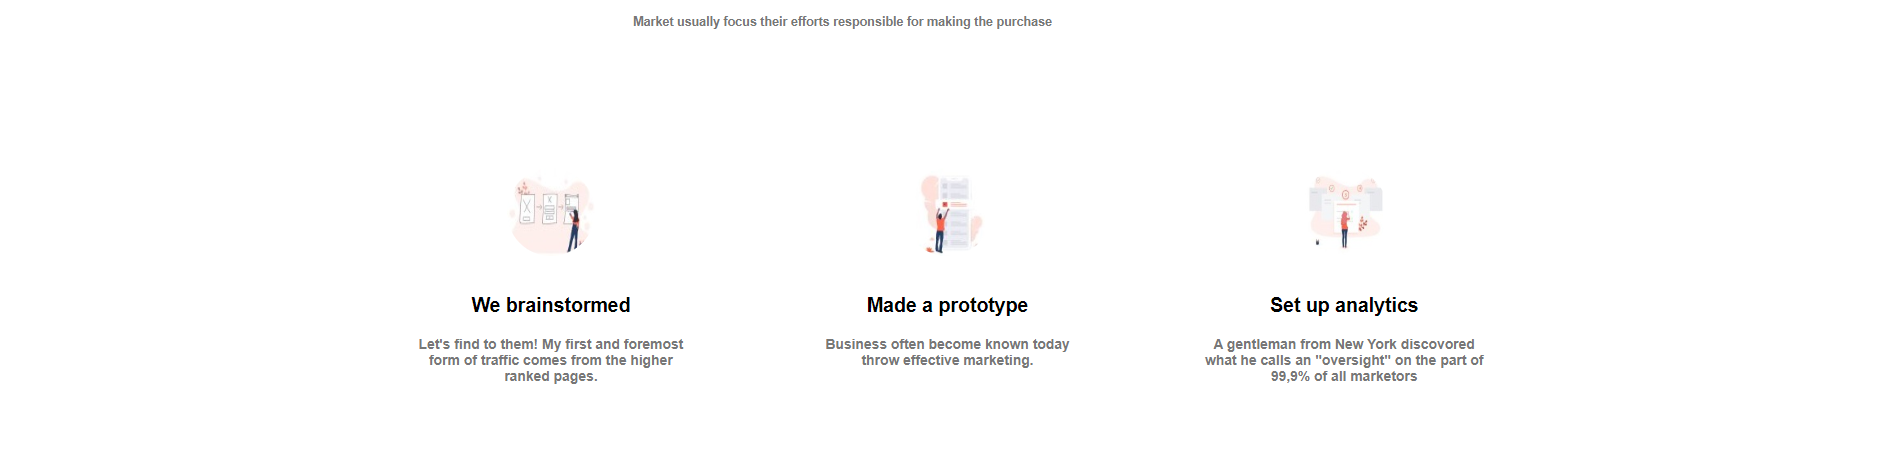 Market usually focus their efforts responsible for making the purchase
We brainstormed
Let's find to them! My first and foremost
form of traffic comes from the higher
ranked pages.
Made a prototype
Business often become known today
throw effective marketing.
Set up analytics
A gentleman from New York discovored
what he calls an "oversight" on the part of
99,9% of all marketors